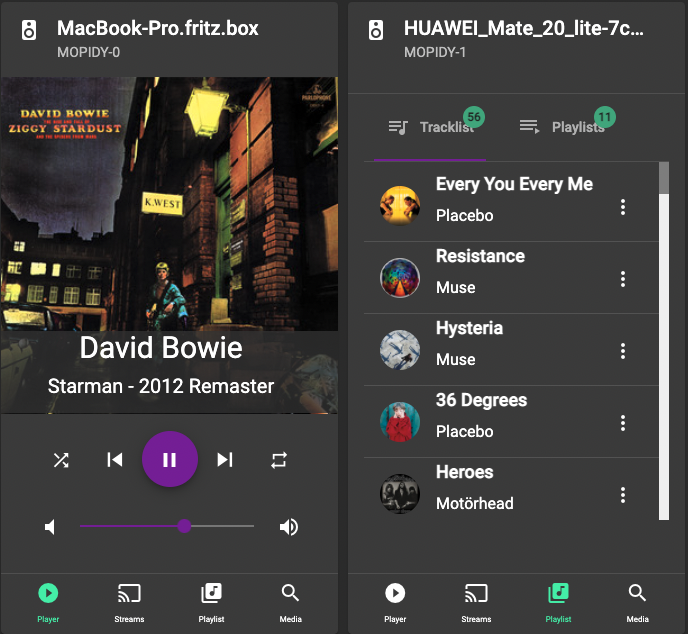 MacBook-Pro.fritz.box
MOPIDY-0
DAVID BOWIE
THE RISE AND FALL OF
ZIGGY STARDUST
AND THE SPIDERS FROM MARS
PARLOPHONE
K.WEST
David Bowie
Starman - 2012 Remaster
Player
Streams
Playlist
Media
HUAWEI_Mate_20_lite-7c...
MOPIDY-1
Tracklist 56
Playlists 11
Every You Every Me
Placebo
Resistance
Muse
Hysteria
Muse
36 Degrees
Placebo
Heroes
Motörhead
Player
Streams
Playlist
Media